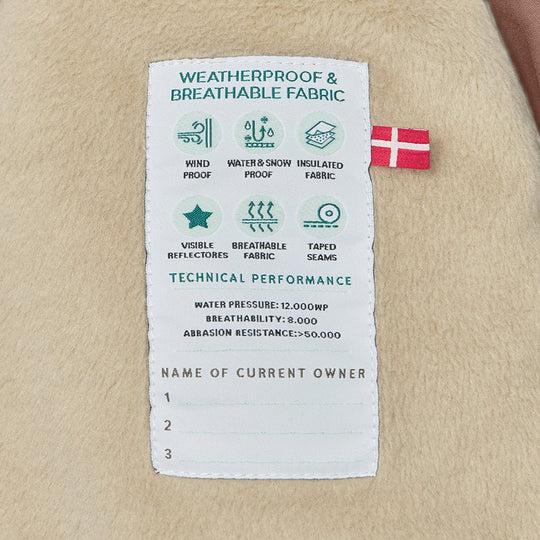 WEATHERPROOF &
BREATHABLE FABRIC
WIND
PROOF
WATER & SNOW
PROOF
INSULATED
FABRIC
VISIBLE
REFLECTORES
BREATHABLE
FABRIC
TAPED
SEAMS
TECHNICAL PERFORMANCE
WATER PRESSURE: 12.000WP
BREATHABILITY: 8.000
ABRASION RESISTANCE:>50.000
NAME OF CURRENT OWNER
1
2
3